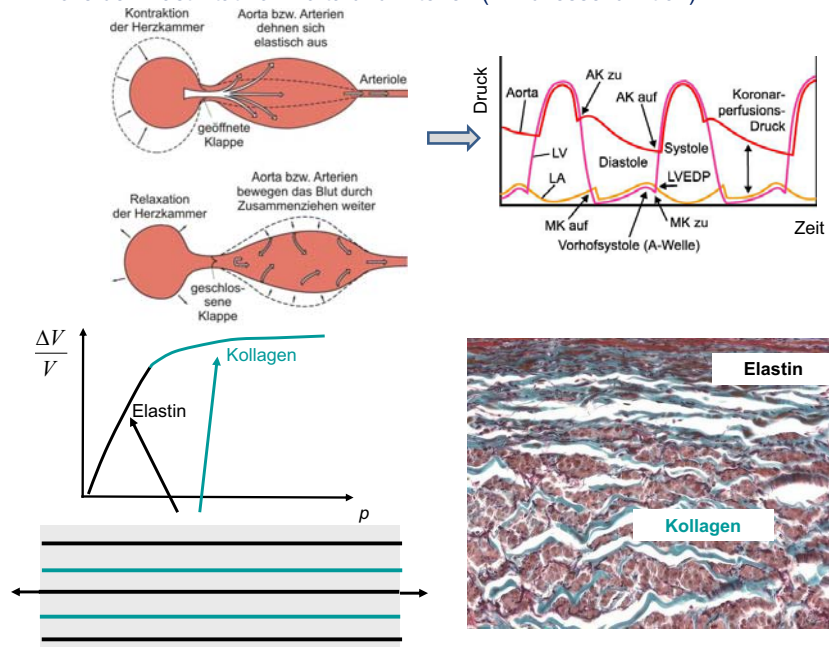 Kontraktion
der Herzkammer
Aorta bzw. Arterien
dehnen sich
elastisch aus
Arteriole
geöffnete
Klappe
Relaxation
der Herzkammer
Aorta bzw. Arterien
bewegen das Blut durch
Zusammenziehen weiter
geschlos-
sene
Klappe
Druck
Aorta
AK zu
AK auf
Koronar-
perfusions-
Druck
Systole
Diastole
LV
LA
LVEDP
MK auf
MK zu
Vorhofsystole (A-Welle)
Zeit
ΔV
V
Kollagen
Elastin
p
Elastin
Kollagen